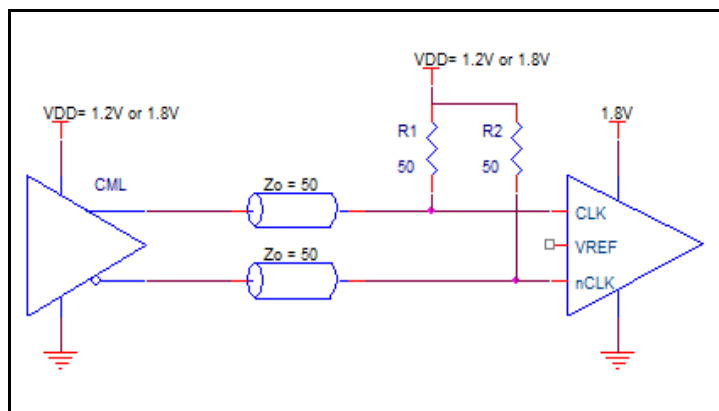 VDD= 1.2V or 1.8V
VDD= 1.2V or 1.8V
1.8V
R1
R2
50
50
CML
Zo = 50
CLK
VREF
Zo = 50
nCLK